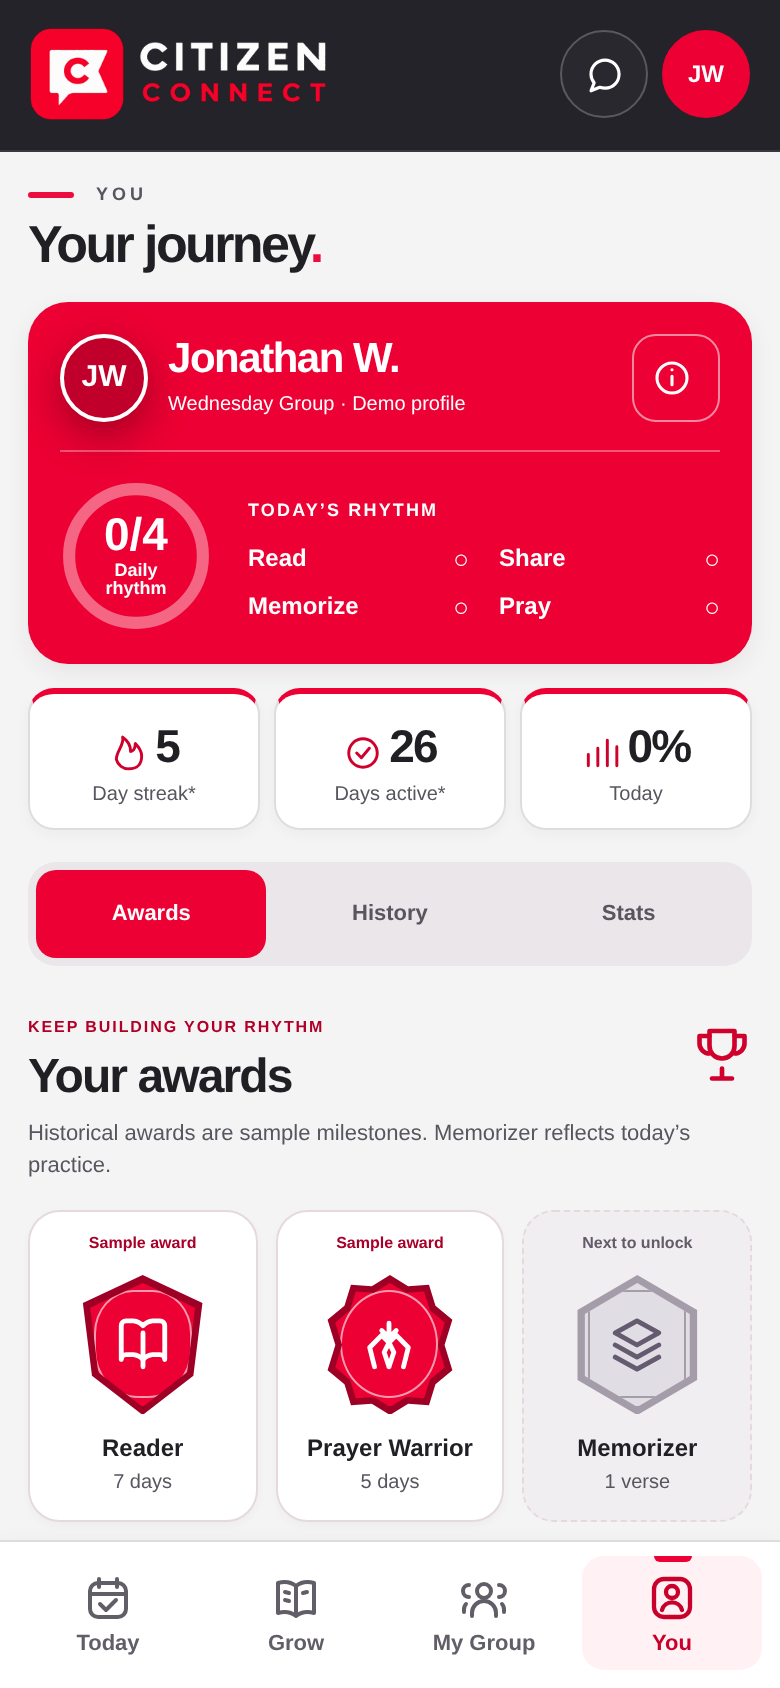 CITIZEN
CONNECT
JW
YOU
Your journey.
JW
Jonathan W.
Wednesday Group · Demo profile
0/4
Daily
rhythm
TODAY’S RHYTHM
Read
Share
Memorize
Pray
5
Day streak*
26
Days active*
0%
Today
Awards
History
Stats
KEEP BUILDING YOUR RHYTHM
Your awards
Historical awards are sample milestones. Memorizer reflects today’s
practice.
Sample award
Reader
7 days
Sample award
Prayer Warrior
5 days
Next to unlock
Memorizer
1 verse
Today
Grow
My Group
You